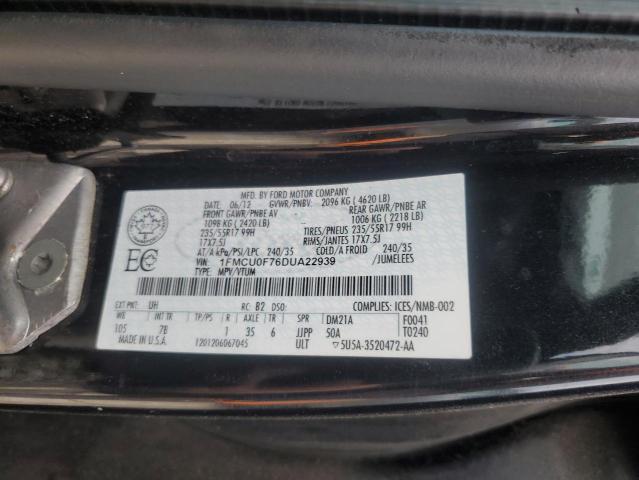 MFD. BY FORD MOTOR COMPANY
DATE: 06/12 GVWR/PNBV: 2096 KG ( 4620 LB)
FRONT GAWR/PNBE AV REAR GAWR/PNBE AR
1098 KG ( 2420 LB) 1006 KG ( 2218 LB)
235/55R17 99H TIRES/PNEUS 235/55R17 99H
17X7.5J RIMS/JANTES 17X7.5J
AT/A kPa/PSI/LPC 240/35 COLD/A FROID 240/35
VIN: 1FMCU0F76DUA22939 /JUMELEES
TYPE: MPV/VTUM
EC
EXT PNT: UH RC: B2 DSO: COMPLIES: ICES/NMB-002
WB INT TR TP/PS R AXLE TR SPR DM21A F0041
105 7B 1 35 6 JJPP 50A T0240
MADE IN U.S.A. 1201206067045 ULT ▽5U5A-3520472-AA